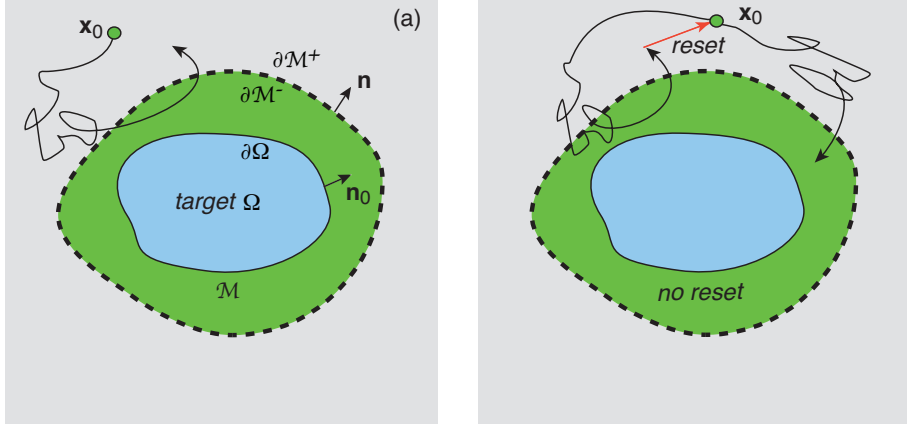 (a)
x₀
∂M⁺
∂M⁻
n
∂Ω
n₀
target Ω
M
x₀
reset
no reset